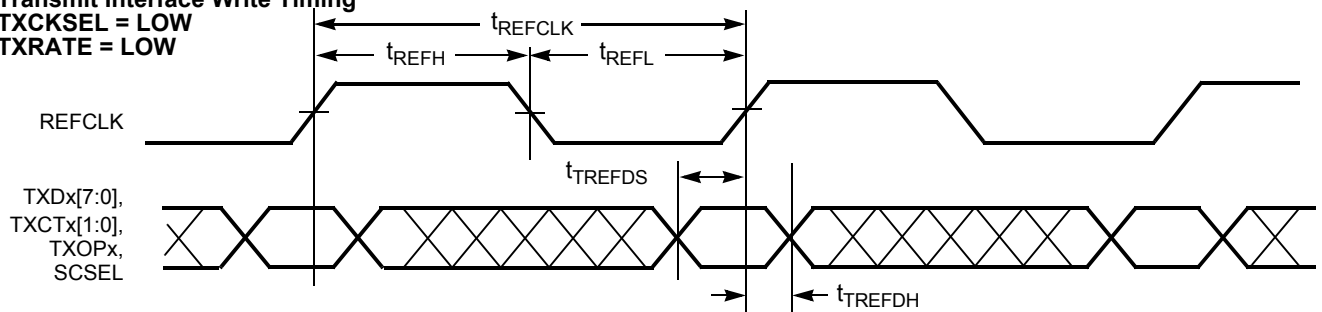 Transmit Interface Write Timing
TXCKSEL = LOW
TXRATE = LOW
tREFCLK
tREFH
tREFL
REFCLK
tTREFDS
TXDx[7:0],
TXCTx[1:0],
TXOPx,
SCSEL
tTREFDH